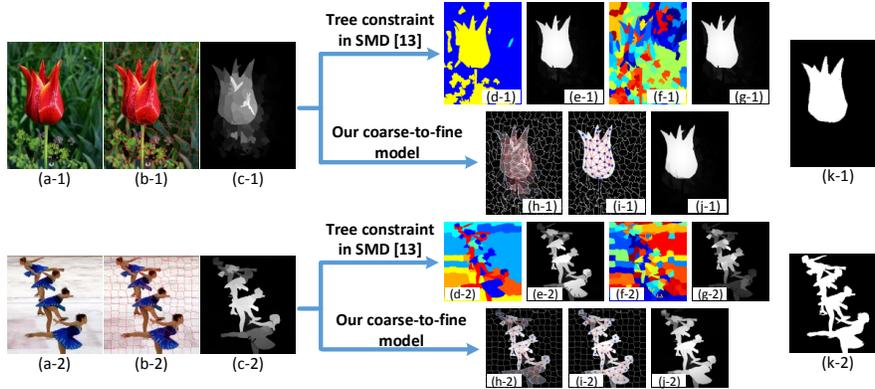 Tree constraint
in SMD [13]
(d-1)
(e-1)
(f-1)
(g-1)
(a-1)
(b-1)
(c-1)
Our coarse-to-fine
model
(h-1)
(i-1)
(j-1)
(k-1)
Tree constraint
in SMD [13]
(d-2)
(e-2)
(f-2)
(g-2)
(a-2)
(b-2)
(c-2)
Our coarse-to-fine
model
(h-2)
(i-2)
(j-2)
(k-2)